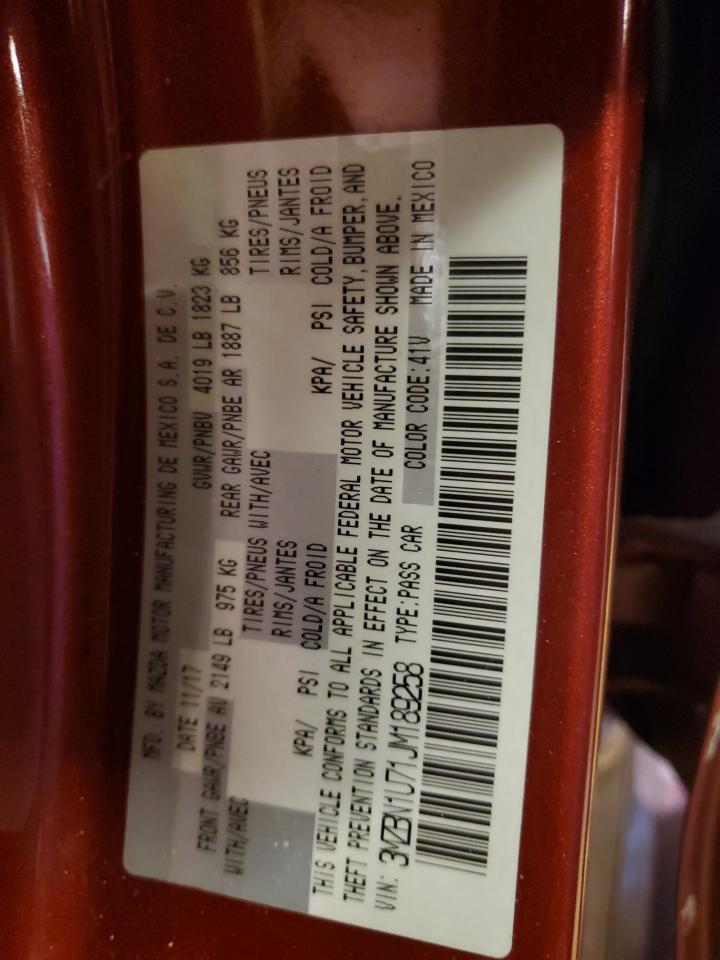 MFD. BY MAZDA MOTOR MANUFACTURING DE MEXICO S.A. DE C.V.
DATE 11/17 GVWR/PNBV 4019 LB 1823 KG
FRONT GAWR/PNBE AV 2149 LB 975 KG REAR GAWR/PNBE AR 1887 LB 856 KG
WITH/AVEC TIRES/PNEUS WITH/AVEC TIRES/PNEUS
RIMS/JANTES RIMS/JANTES
KPA/ PSI COLD/A FROID KPA/ PSI COLD/A FROID
THIS VEHICLE CONFORMS TO ALL APPLICABLE FEDERAL MOTOR VEHICLE SAFETY,BUMPER,AND
THEFT PREVENTION STANDARDS IN EFFECT ON THE DATE OF MANUFACTURE SHOWN ABOVE.
VIN: 3MZBN1U71JM189258 TYPE:PASS CAR COLOR CODE:41V MADE IN MEXICO